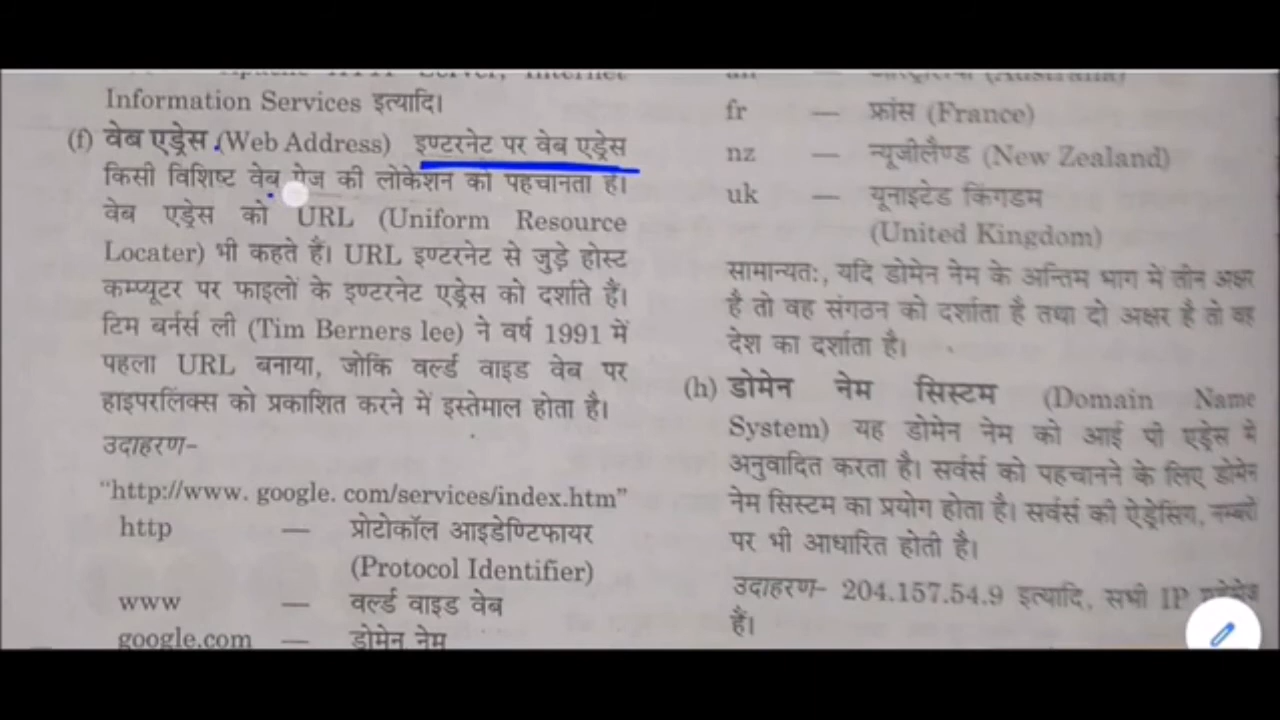 Information Services इत्यादि।
(f) वेब एड्रेस (Web Address) इण्टरनेट पर वेब एड्रेस
किसी विशिष्ट वेब पेज की लोकेशन को पहचानता है।
वेब एड्रेस को URL (Uniform Resource
Locater) भी कहते हैं। URL इण्टरनेट से जुड़े होस्ट
कम्प्यूटर पर फाइलों के इण्टरनेट एड्रेस को दर्शाते हैं।
टिम बर्नर्स ली (Tim Berners lee) ने वर्ष 1991 में
पहला URL बनाया, जोकि वर्ल्ड वाइड वेब पर
हाइपरलिंक्स को प्रकाशित करने में इस्तेमाल होता है।
उदाहरण–
“http://www. google. com/services/index.htm”
http — प्रोटोकॉल आइडेण्टिफायर
(Protocol Identifier)
www — वर्ल्ड वाइड वेब
google.com — डोमेन नेम
fr — फ्रांस (France)
nz — न्यूजीलैण्ड (New Zealand)
uk — यूनाइटेड किंगडम
(United Kingdom)
सामान्यतः, यदि डोमेन नेम के अन्तिम भाग में तीन अक्षर
है तो वह संगठन को दर्शाता है तथा दो अक्षर है तो वह
देश का दर्शाता है।
(h) डोमेन नेम सिस्टम (Domain Name
System) यह डोमेन नेम को आई पी एड्रेस में
अनुवादित करता है। सर्वर्स को पहचानने के लिए डोमेन
नेम सिस्टम का प्रयोग होता है। सर्वर्स की ऐड्रेसिंग, नम्बरों
पर भी आधारित होती है।
उदाहरण– 204.157.54.9 इत्यादि, सभी IP
हैं।